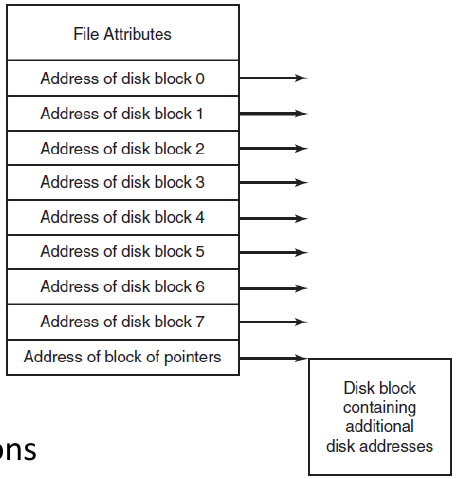 File Attributes
Address of disk block 0
Address of disk block 1
Address of disk block 2
Address of disk block 3
Address of disk block 4
Address of disk block 5
Address of disk block 6
Address of disk block 7
Address of block of pointers
Disk block
containing
additional
disk addresses
ons